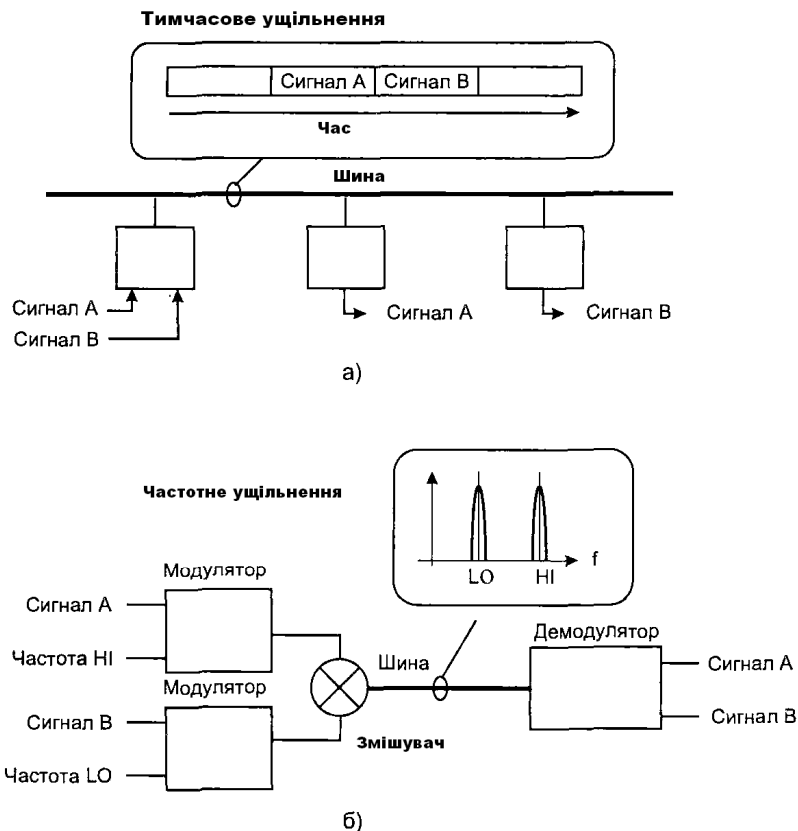 Тимчасове ущільнення
Сигнал А Сигнал В
Час
Шина
Сигнал А
Сигнал В
Сигнал А
Сигнал В
а)
Частотне ущільнення
f
LO HI
Модулятор
Сигнал А
Частота HI
Модулятор
Сигнал В
Частота LO
Шина
Змішувач
Демодулятор
Сигнал А
Сигнал В
б)